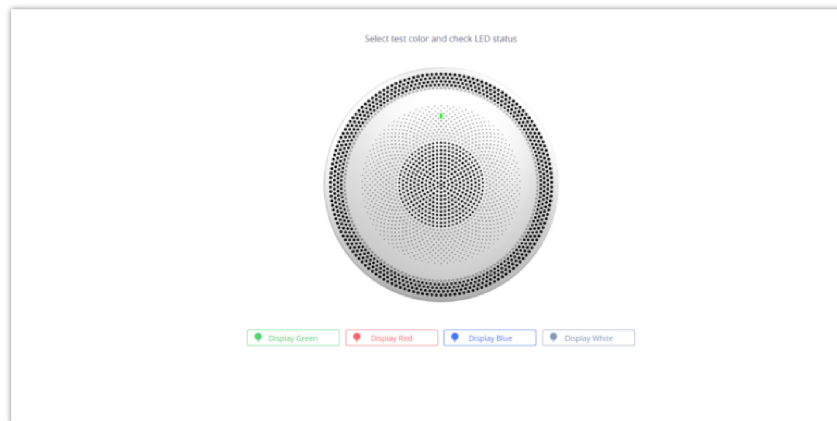 Select test color and check LED status
Display Green
Display Red
Display Blue
Display White